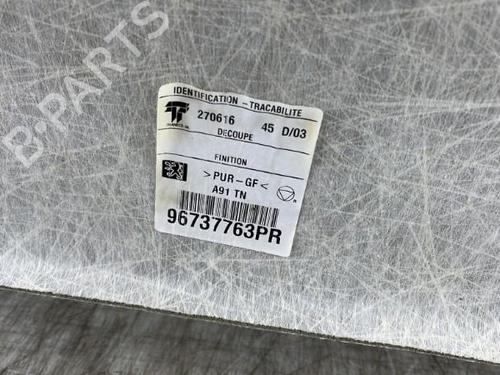 B-PARTS
IDENTIFICATION - TRACABILITE
270616 45 D/03
DECOUPE
FINITION
>PUR-GF<
A91 TN
96737763PR